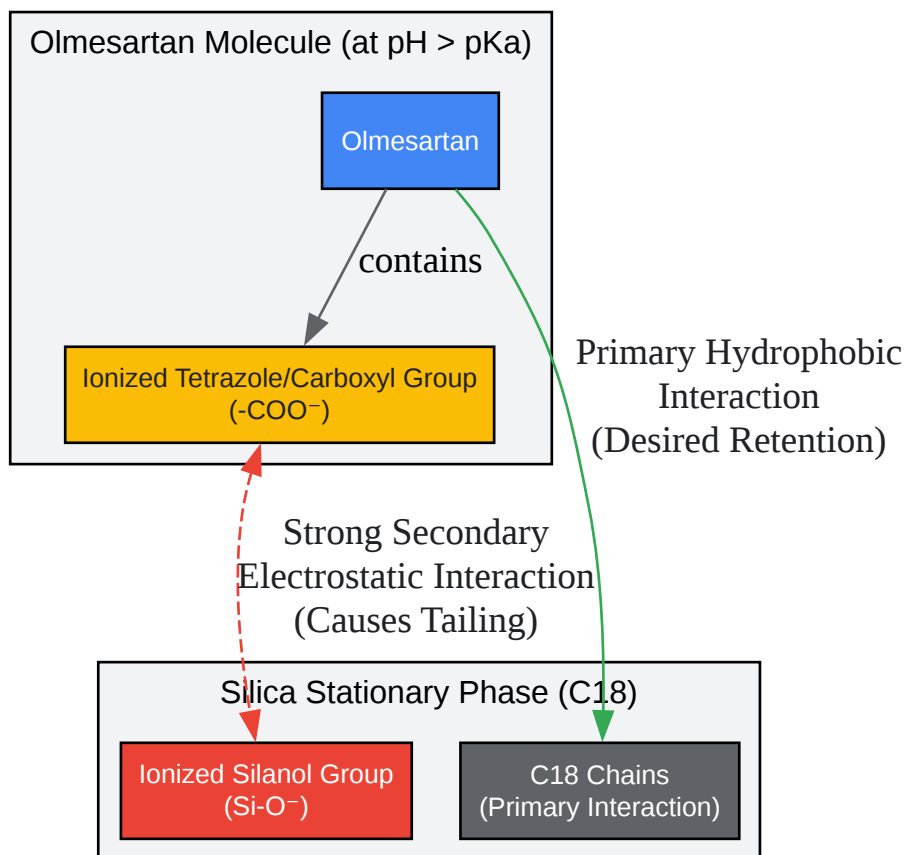 Olmesartan Molecule (at pH > pKa)
Olmesartan
contains
Ionized Tetrazole/Carboxyl Group
(-COO⁻)
Primary Hydrophobic
Interaction
(Desired Retention)
Strong Secondary
Electrostatic Interaction
(Causes Tailing)
Silica Stationary Phase (C18)
Ionized Silanol Group
(Si-O⁻)
C18 Chains
(Primary Interaction)